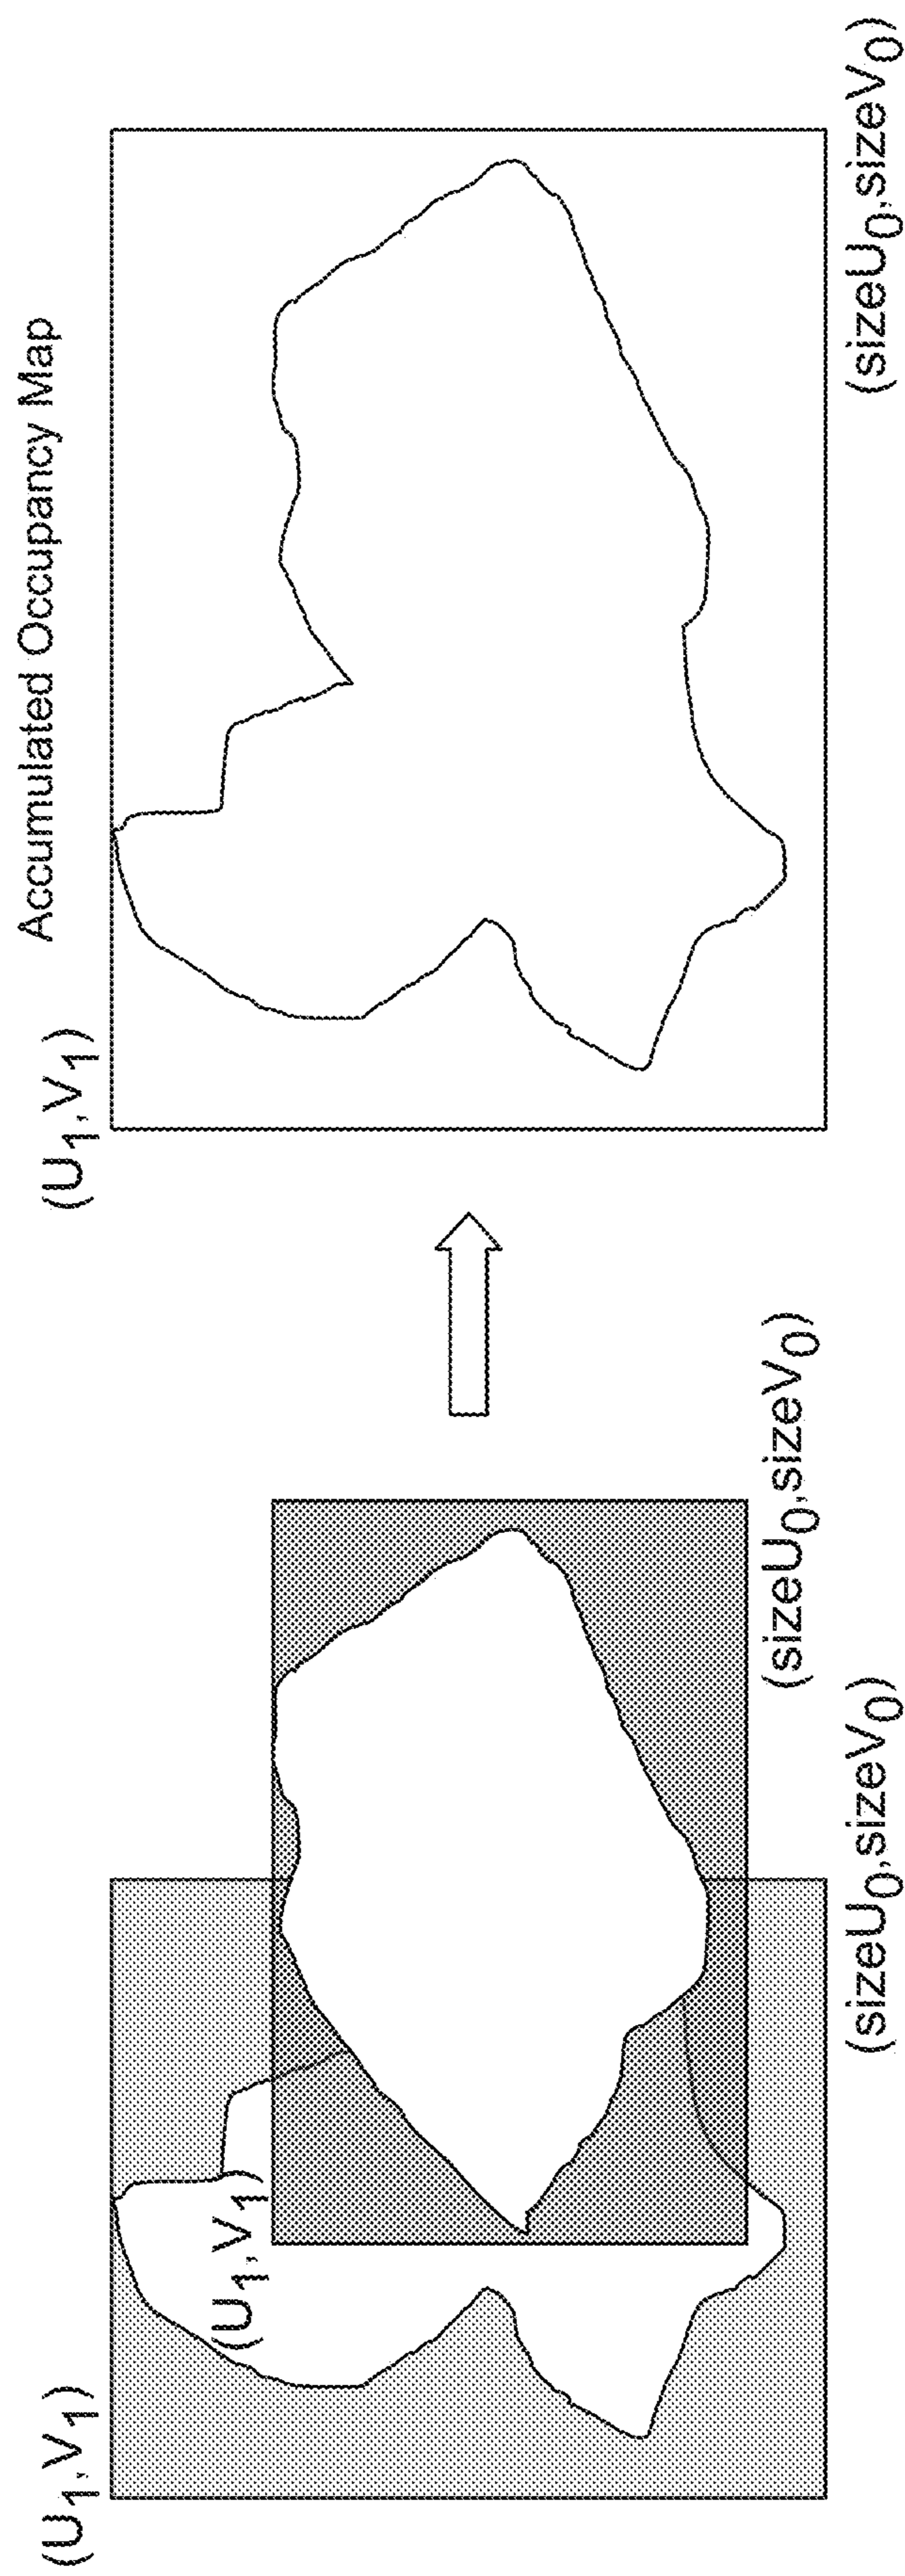 Accumulated Occupancy Map
(U₁,V₁)
(U₁,V₁)
(U₁,V₁)
(sizeU₀,sizeV₀)
(sizeU₀,sizeV₀)
(sizeU₀,sizeV₀)